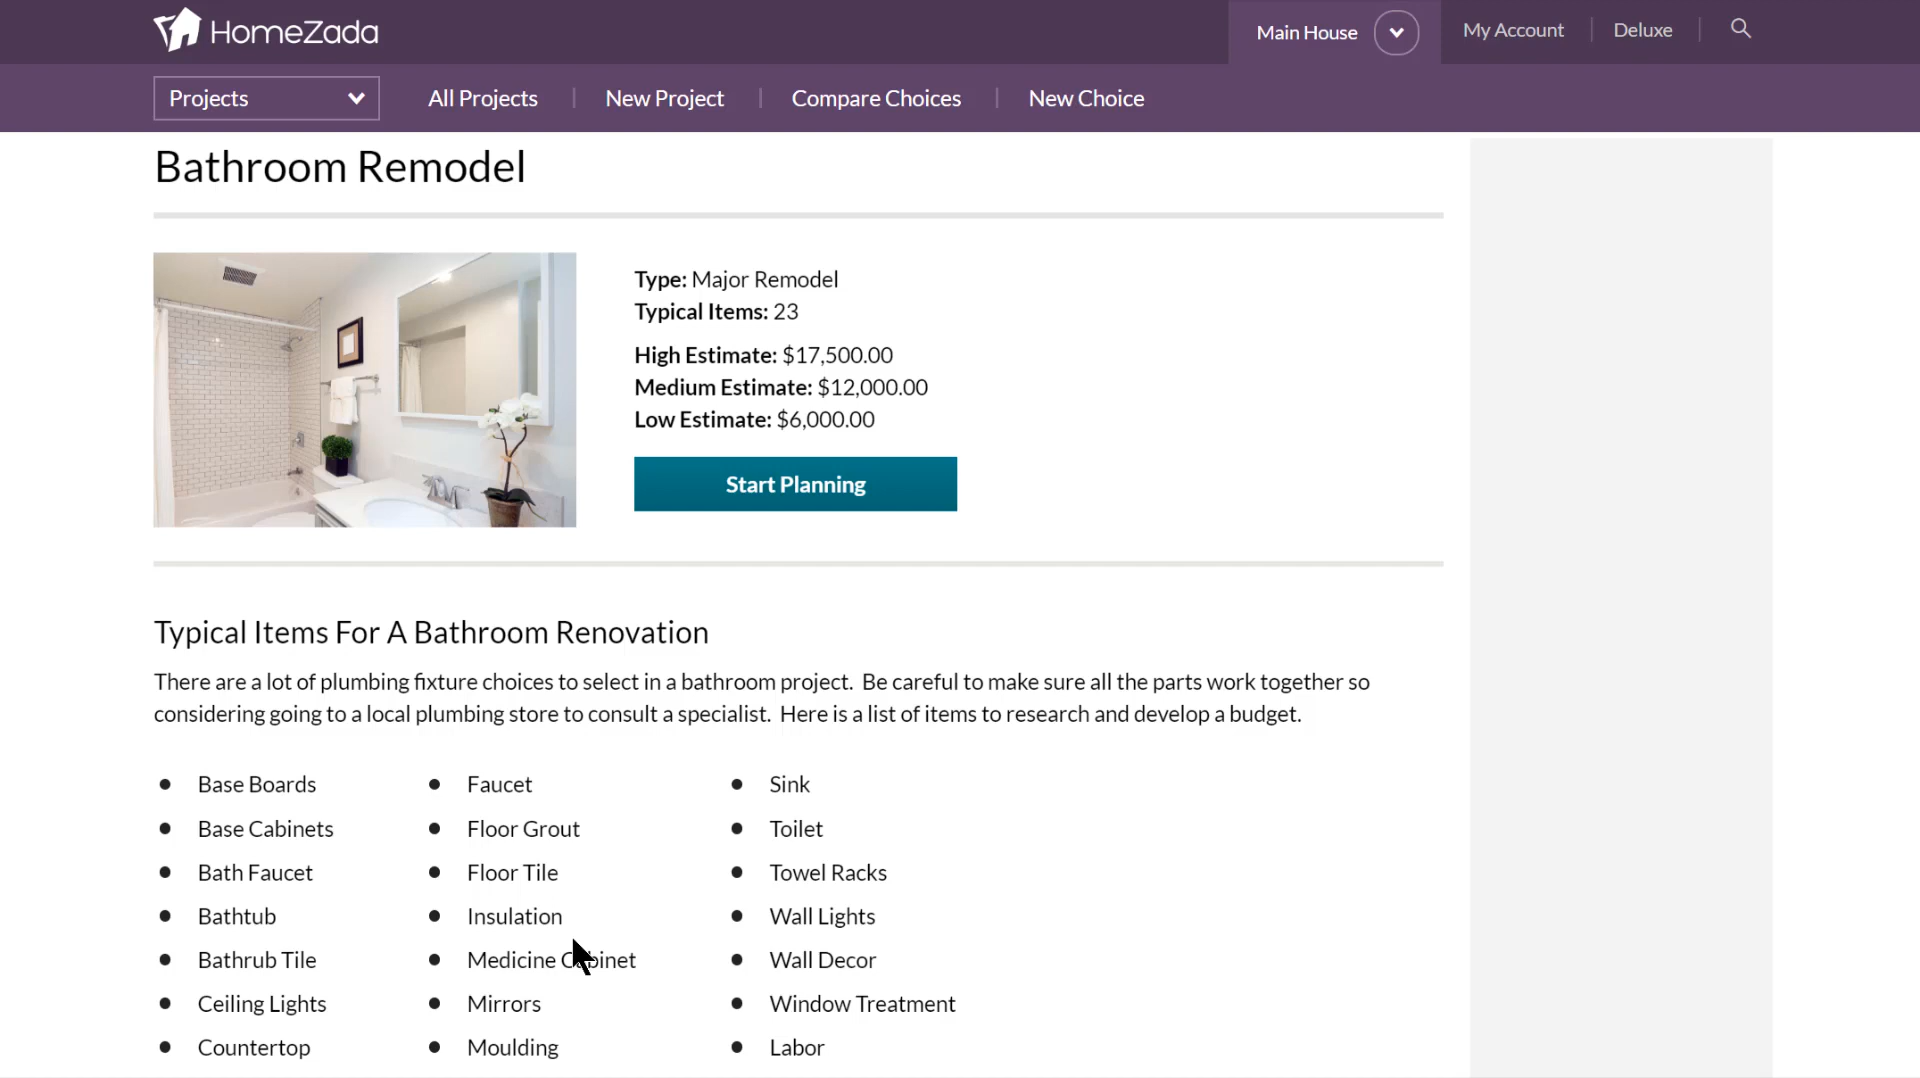 HomeZada
Main House
My Account
Deluxe
Projects
All Projects
New Project
Compare Choices
New Choice
Bathroom Remodel
Type: Major Remodel
Typical Items: 23
High Estimate: $17,500.00
Medium Estimate: $12,000.00
Low Estimate: $6,000.00
Start Planning
Typical Items For A Bathroom Renovation
There are a lot of plumbing fixture choices to select in a bathroom project. Be careful to make sure all the parts work together so
considering going to a local plumbing store to consult a specialist. Here is a list of items to research and develop a budget.
Base Boards
Base Cabinets
Bath Faucet
Bathtub
Bathrub Tile
Ceiling Lights
Countertop
Faucet
Floor Grout
Floor Tile
Insulation
Medicine Cabinet
Mirrors
Moulding
Sink
Toilet
Towel Racks
Wall Lights
Wall Decor
Window Treatment
Labor